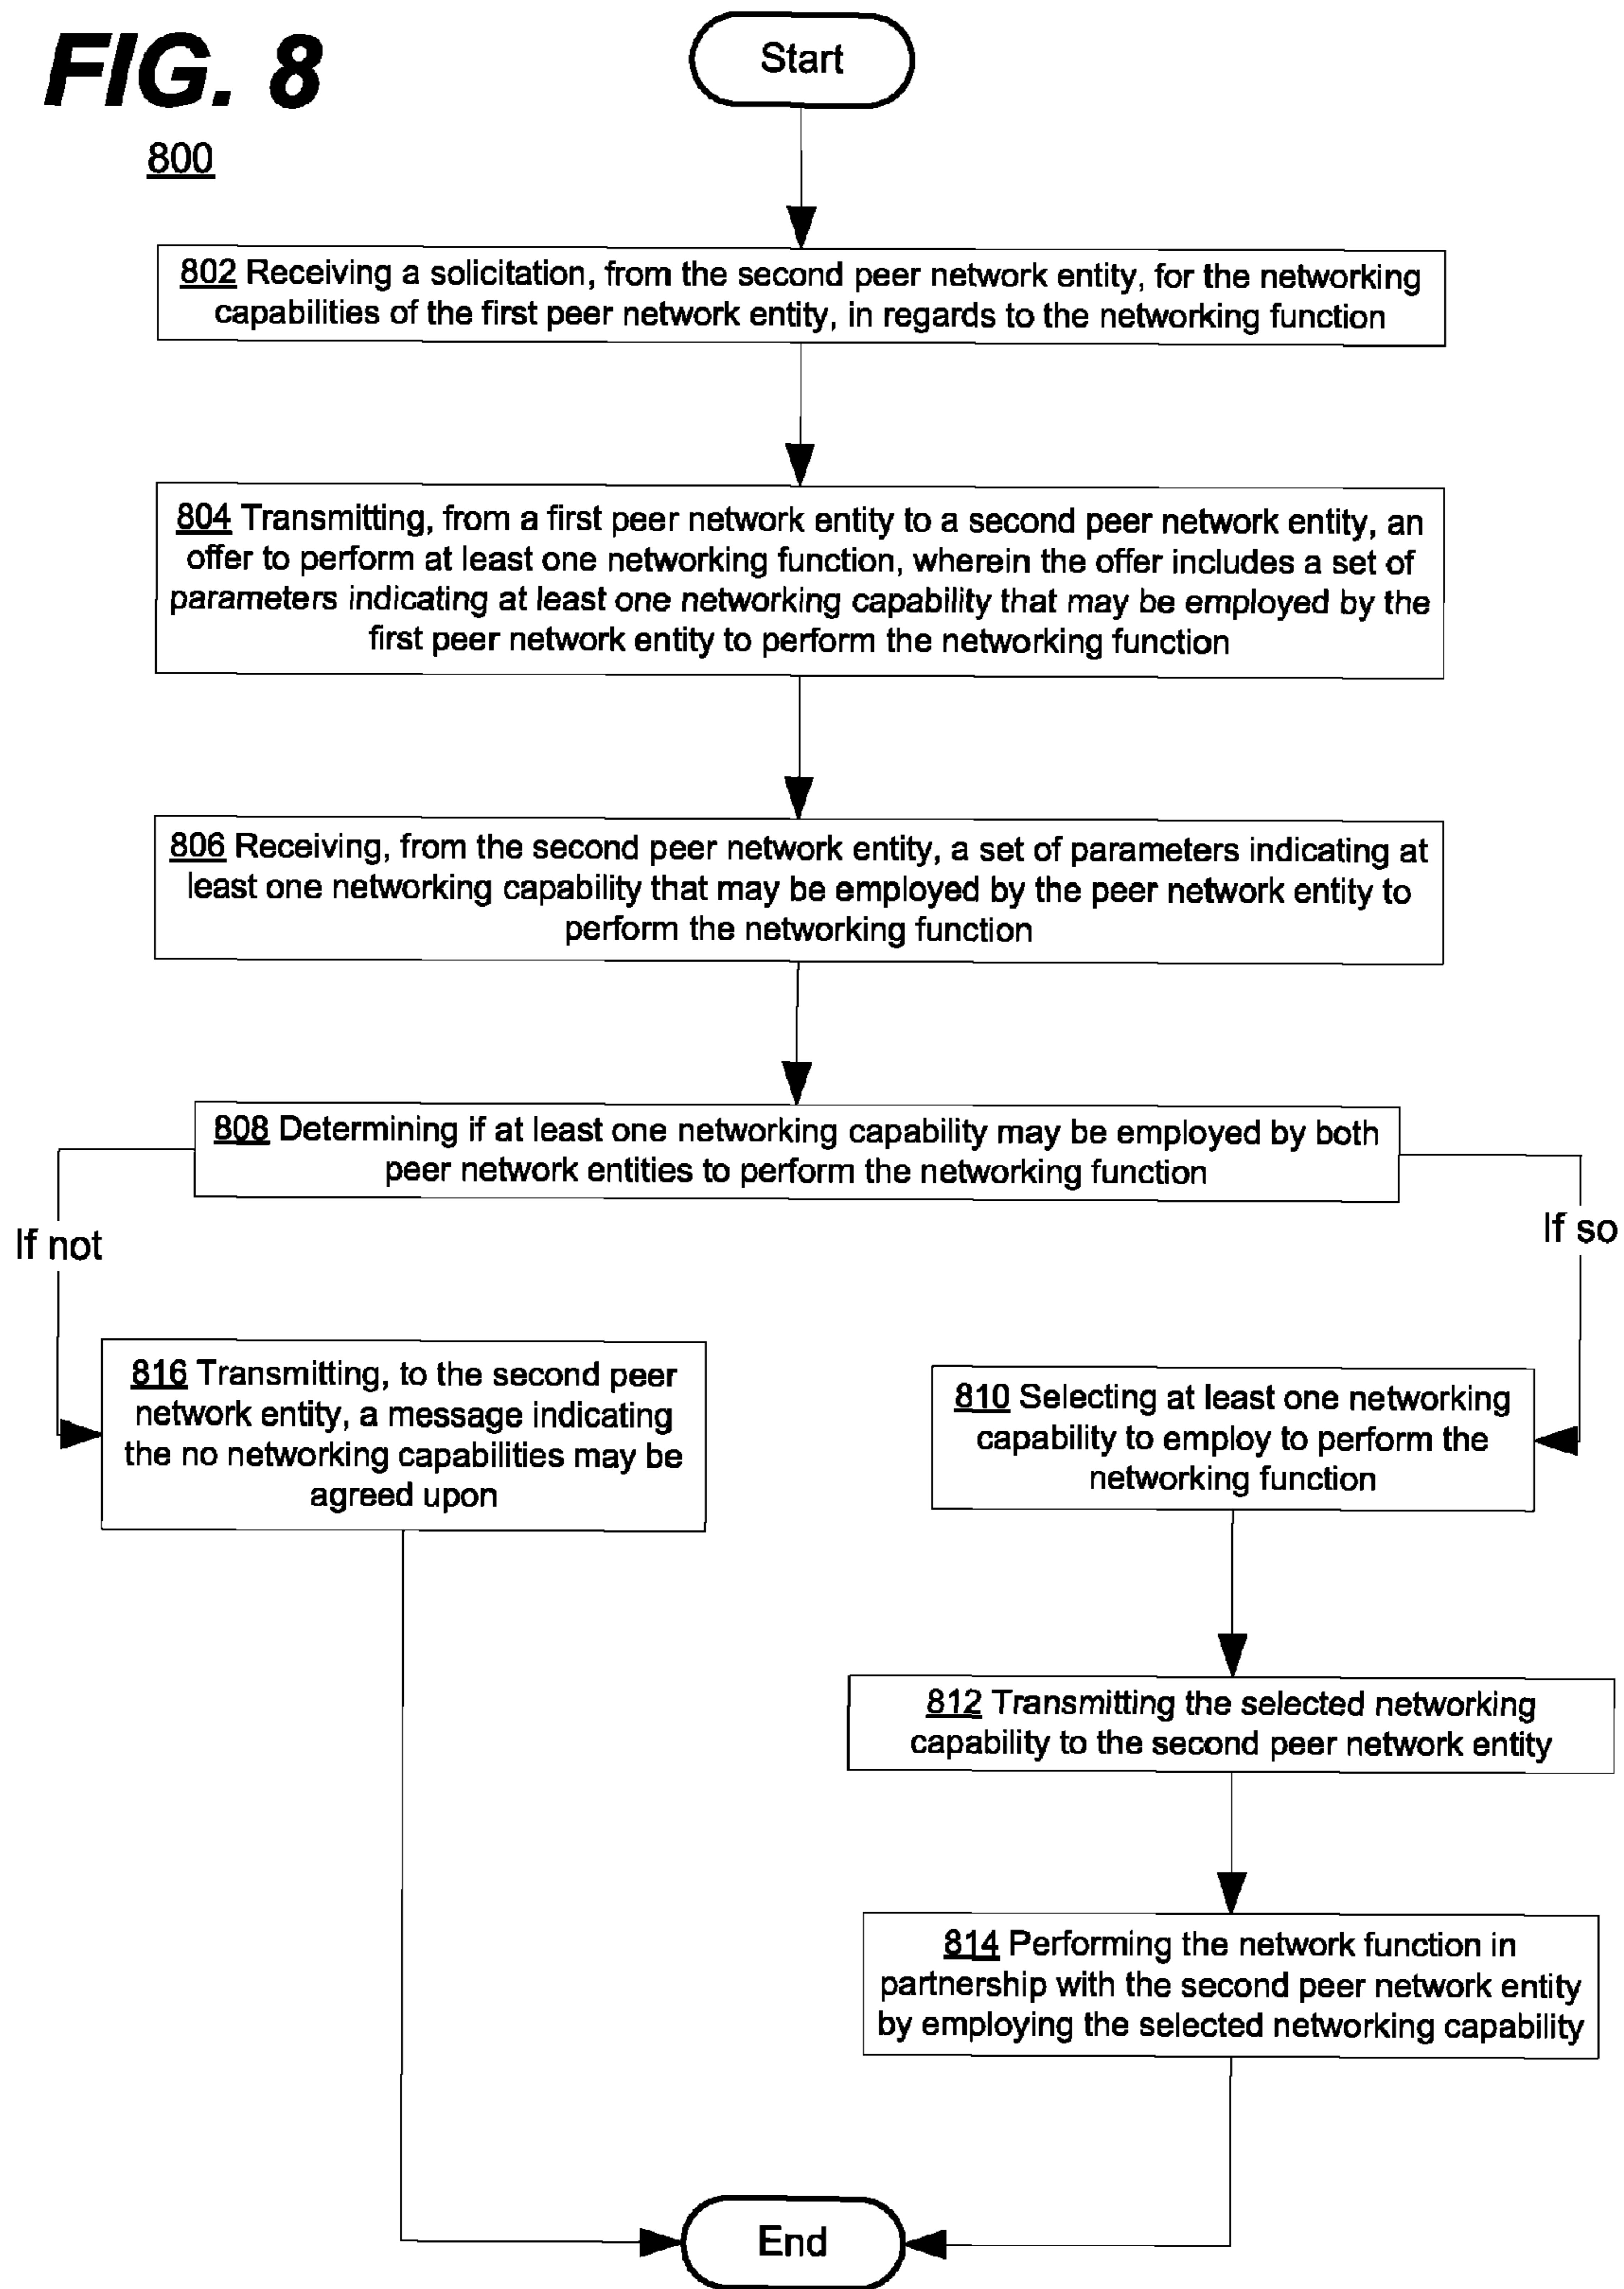 FIG. 8
800
Start
802 Receiving a solicitation, from the second peer network entity, for the networking
capabilities of the first peer network entity, in regards to the networking function
804 Transmitting, from a first peer network entity to a second peer network entity, an
offer to perform at least one networking function, wherein the offer includes a set of
parameters indicating at least one networking capability that may be employed by the
first peer network entity to perform the networking function
806 Receiving, from the second peer network entity, a set of parameters indicating at
least one networking capability that may be employed by the peer network entity to
perform the networking function
808 Determining if at least one networking capability may be employed by both
peer network entities to perform the networking function
If not
If so
816 Transmitting, to the second peer
network entity, a message indicating
the no networking capabilities may be
agreed upon
810 Selecting at least one networking
capability to employ to perform the
networking function
812 Transmitting the selected networking
capability to the second peer network entity
814 Performing the network function in
partnership with the second peer network entity
by employing the selected networking capability
End